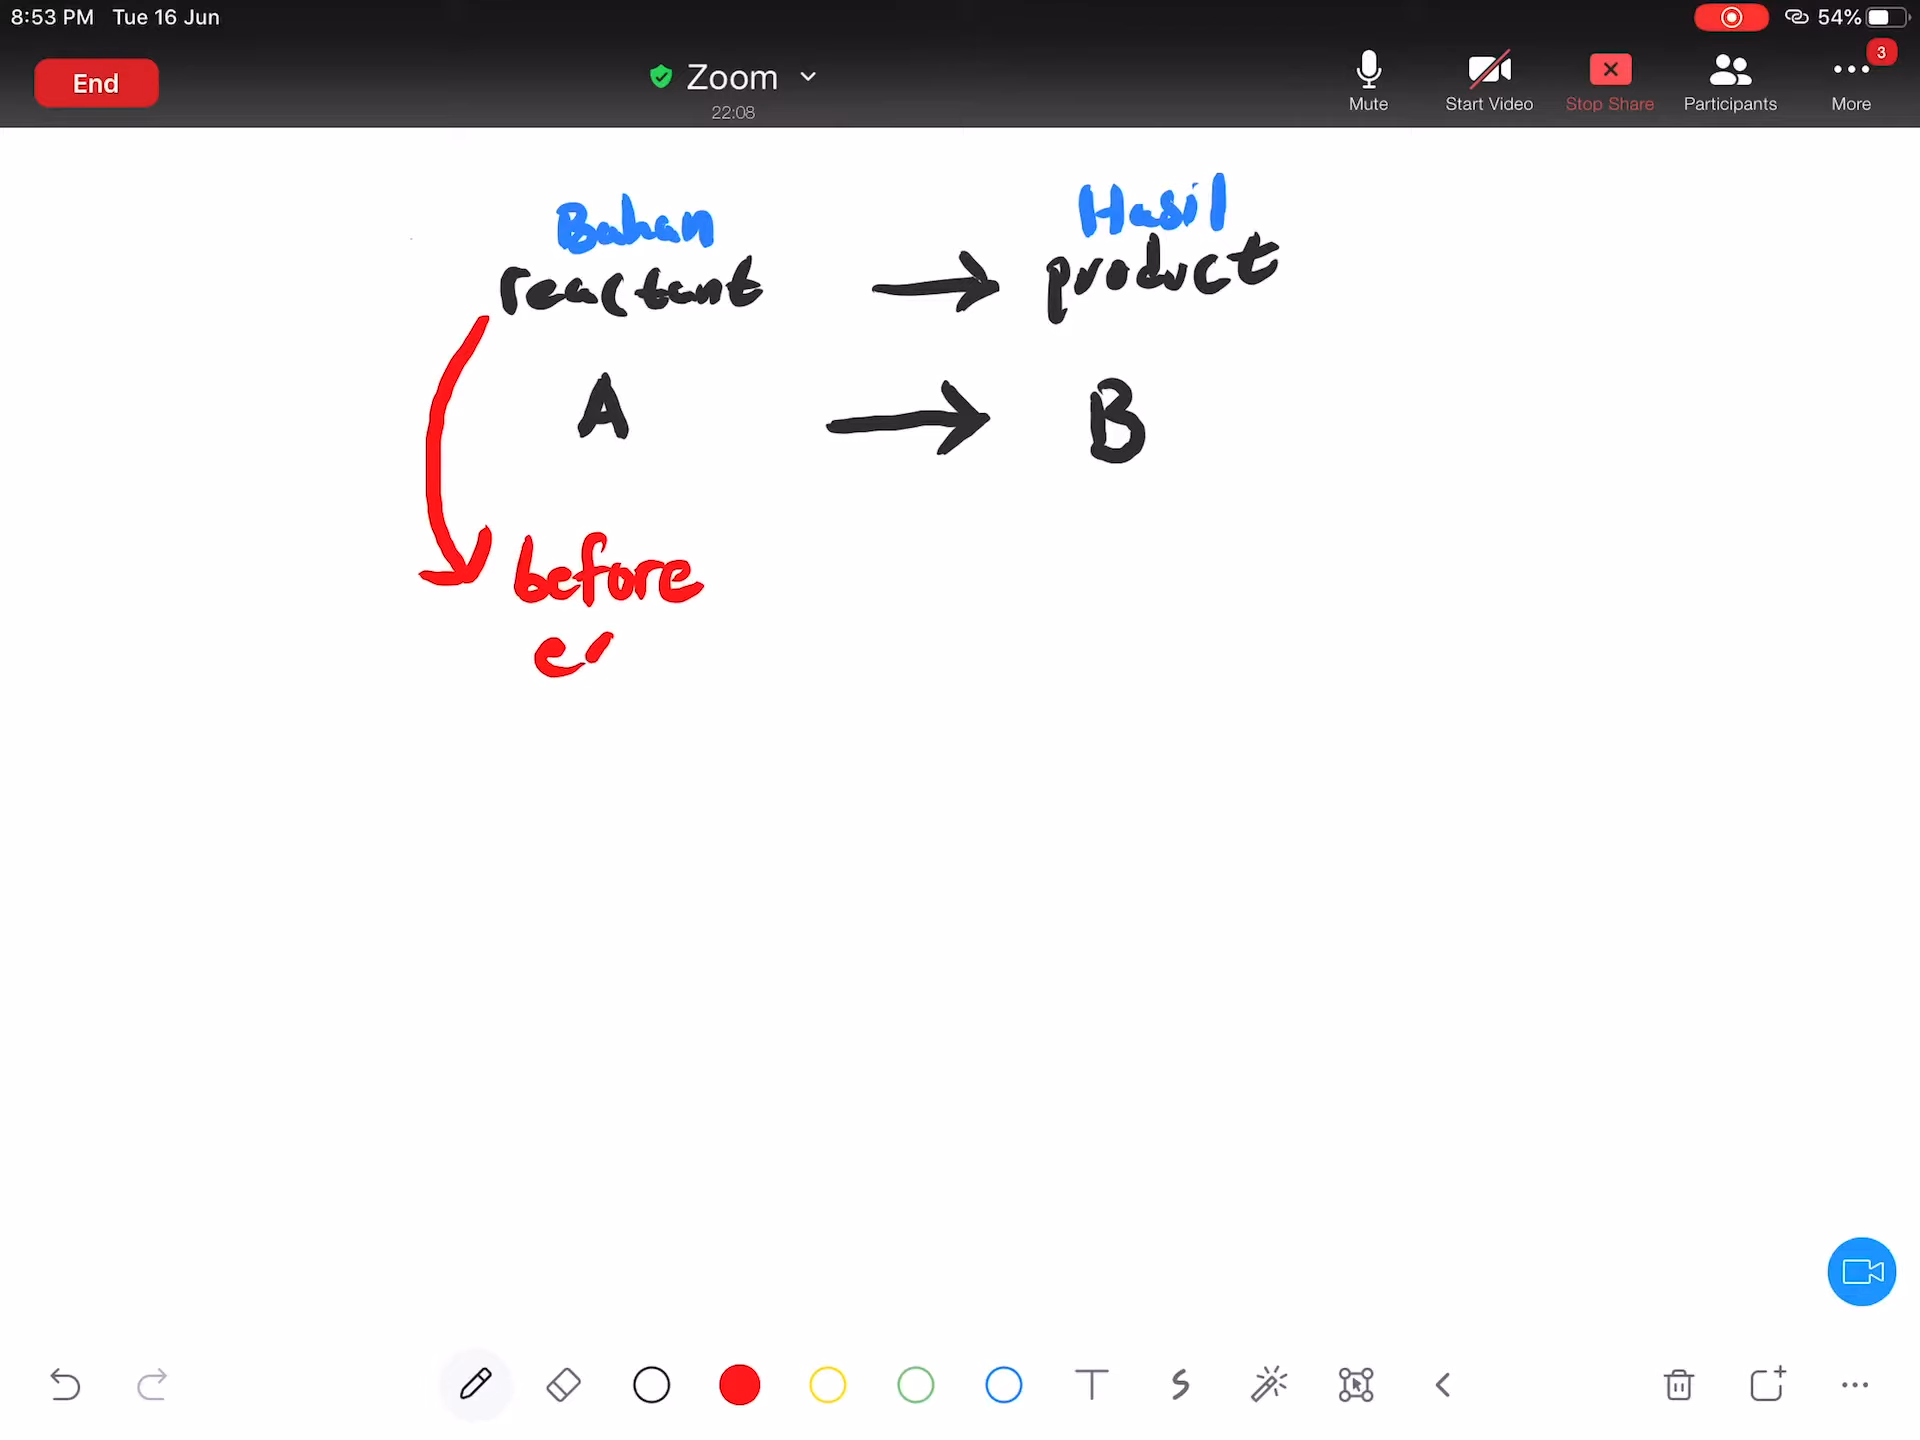 8:53 PM Tue 16 Jun
54%
End
Zoom
22:08
Mute
Start Video
Stop Share
Participants
3
More
Bahan
Hasil
reactant → product
A → B
before
e
T